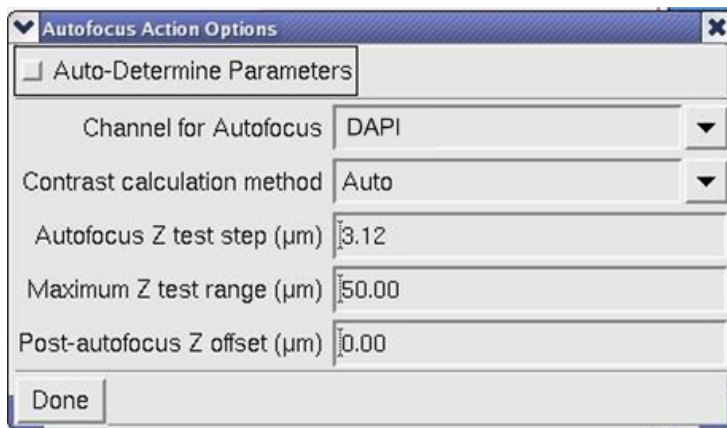 Autofocus Action Options
Auto-Determine Parameters
Channel for Autofocus DAPI
Contrast calculation method Auto
Autofocus Z test step (µm) 3.12
Maximum Z test range (µm) 50.00
Post-autofocus Z offset (µm) 0.00
Done